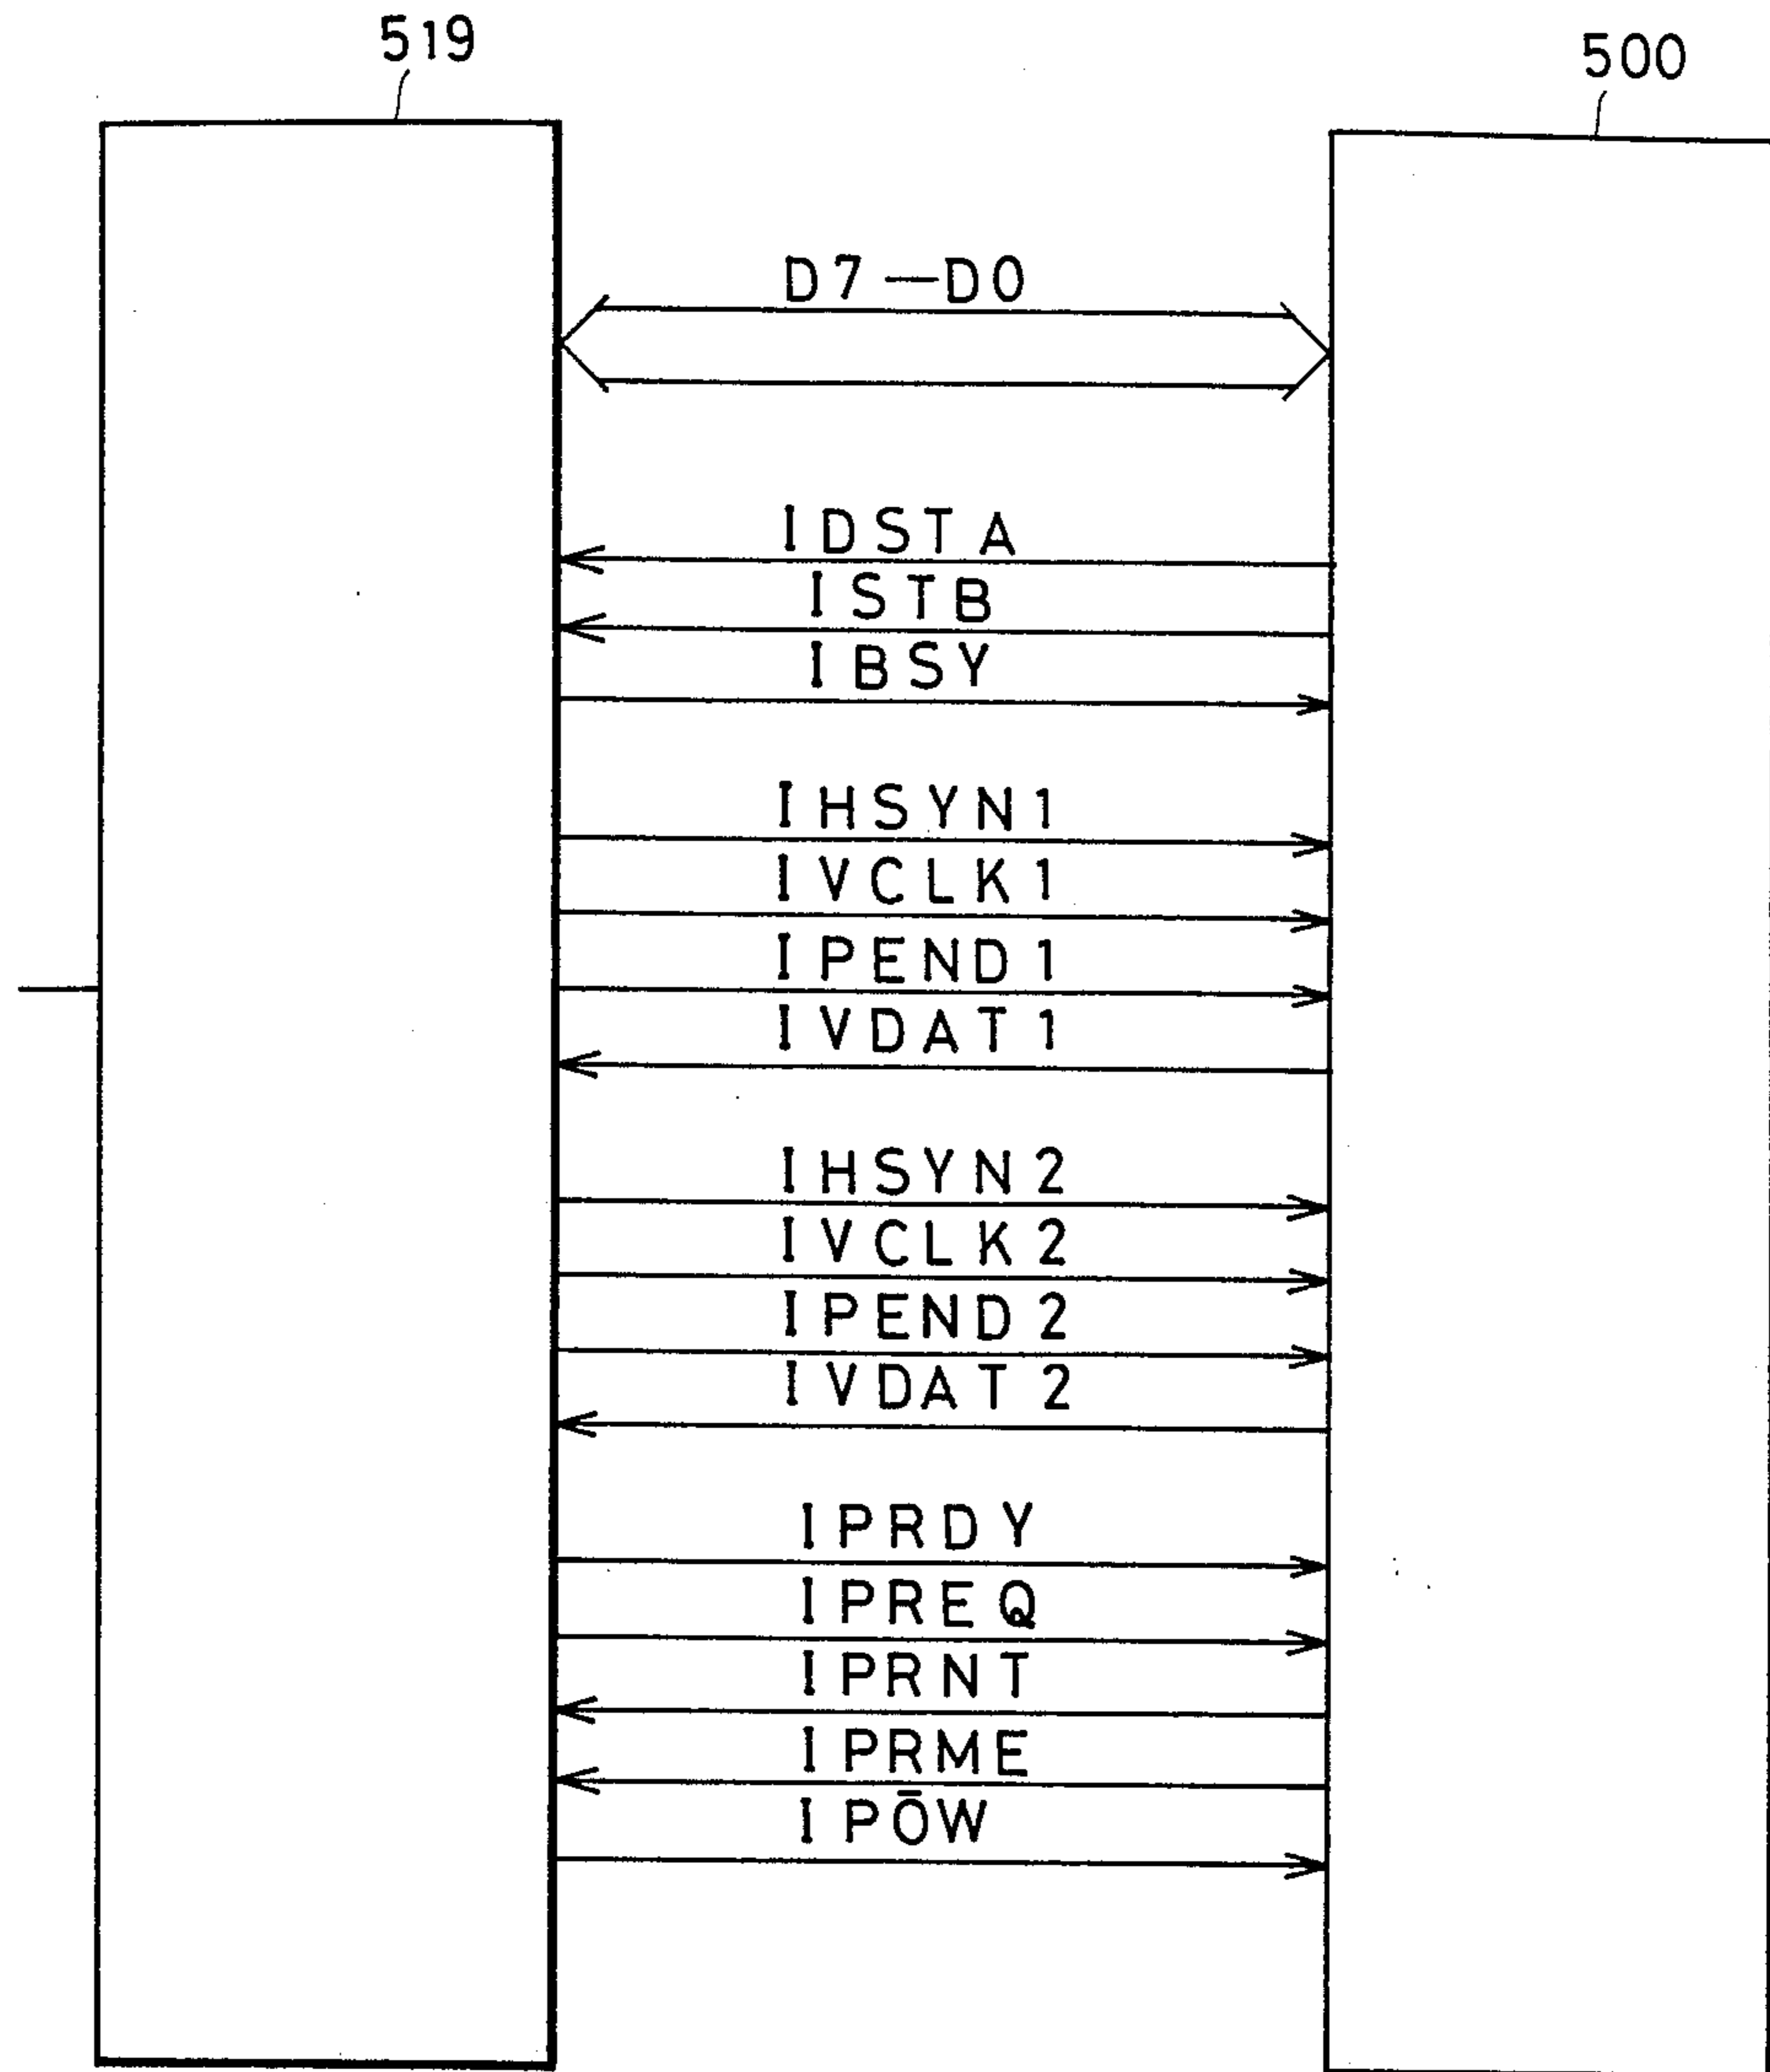 519
500
D7—D0
IDSTA
ISTB
IBSY
IHSYN1
IVCLK1
IPEND1
IVDAT1
IHSYN2
IVCLK2
IPEND2
IVDAT2
IPRDY
IPREQ
IPRNT
IPRME
IPŌW